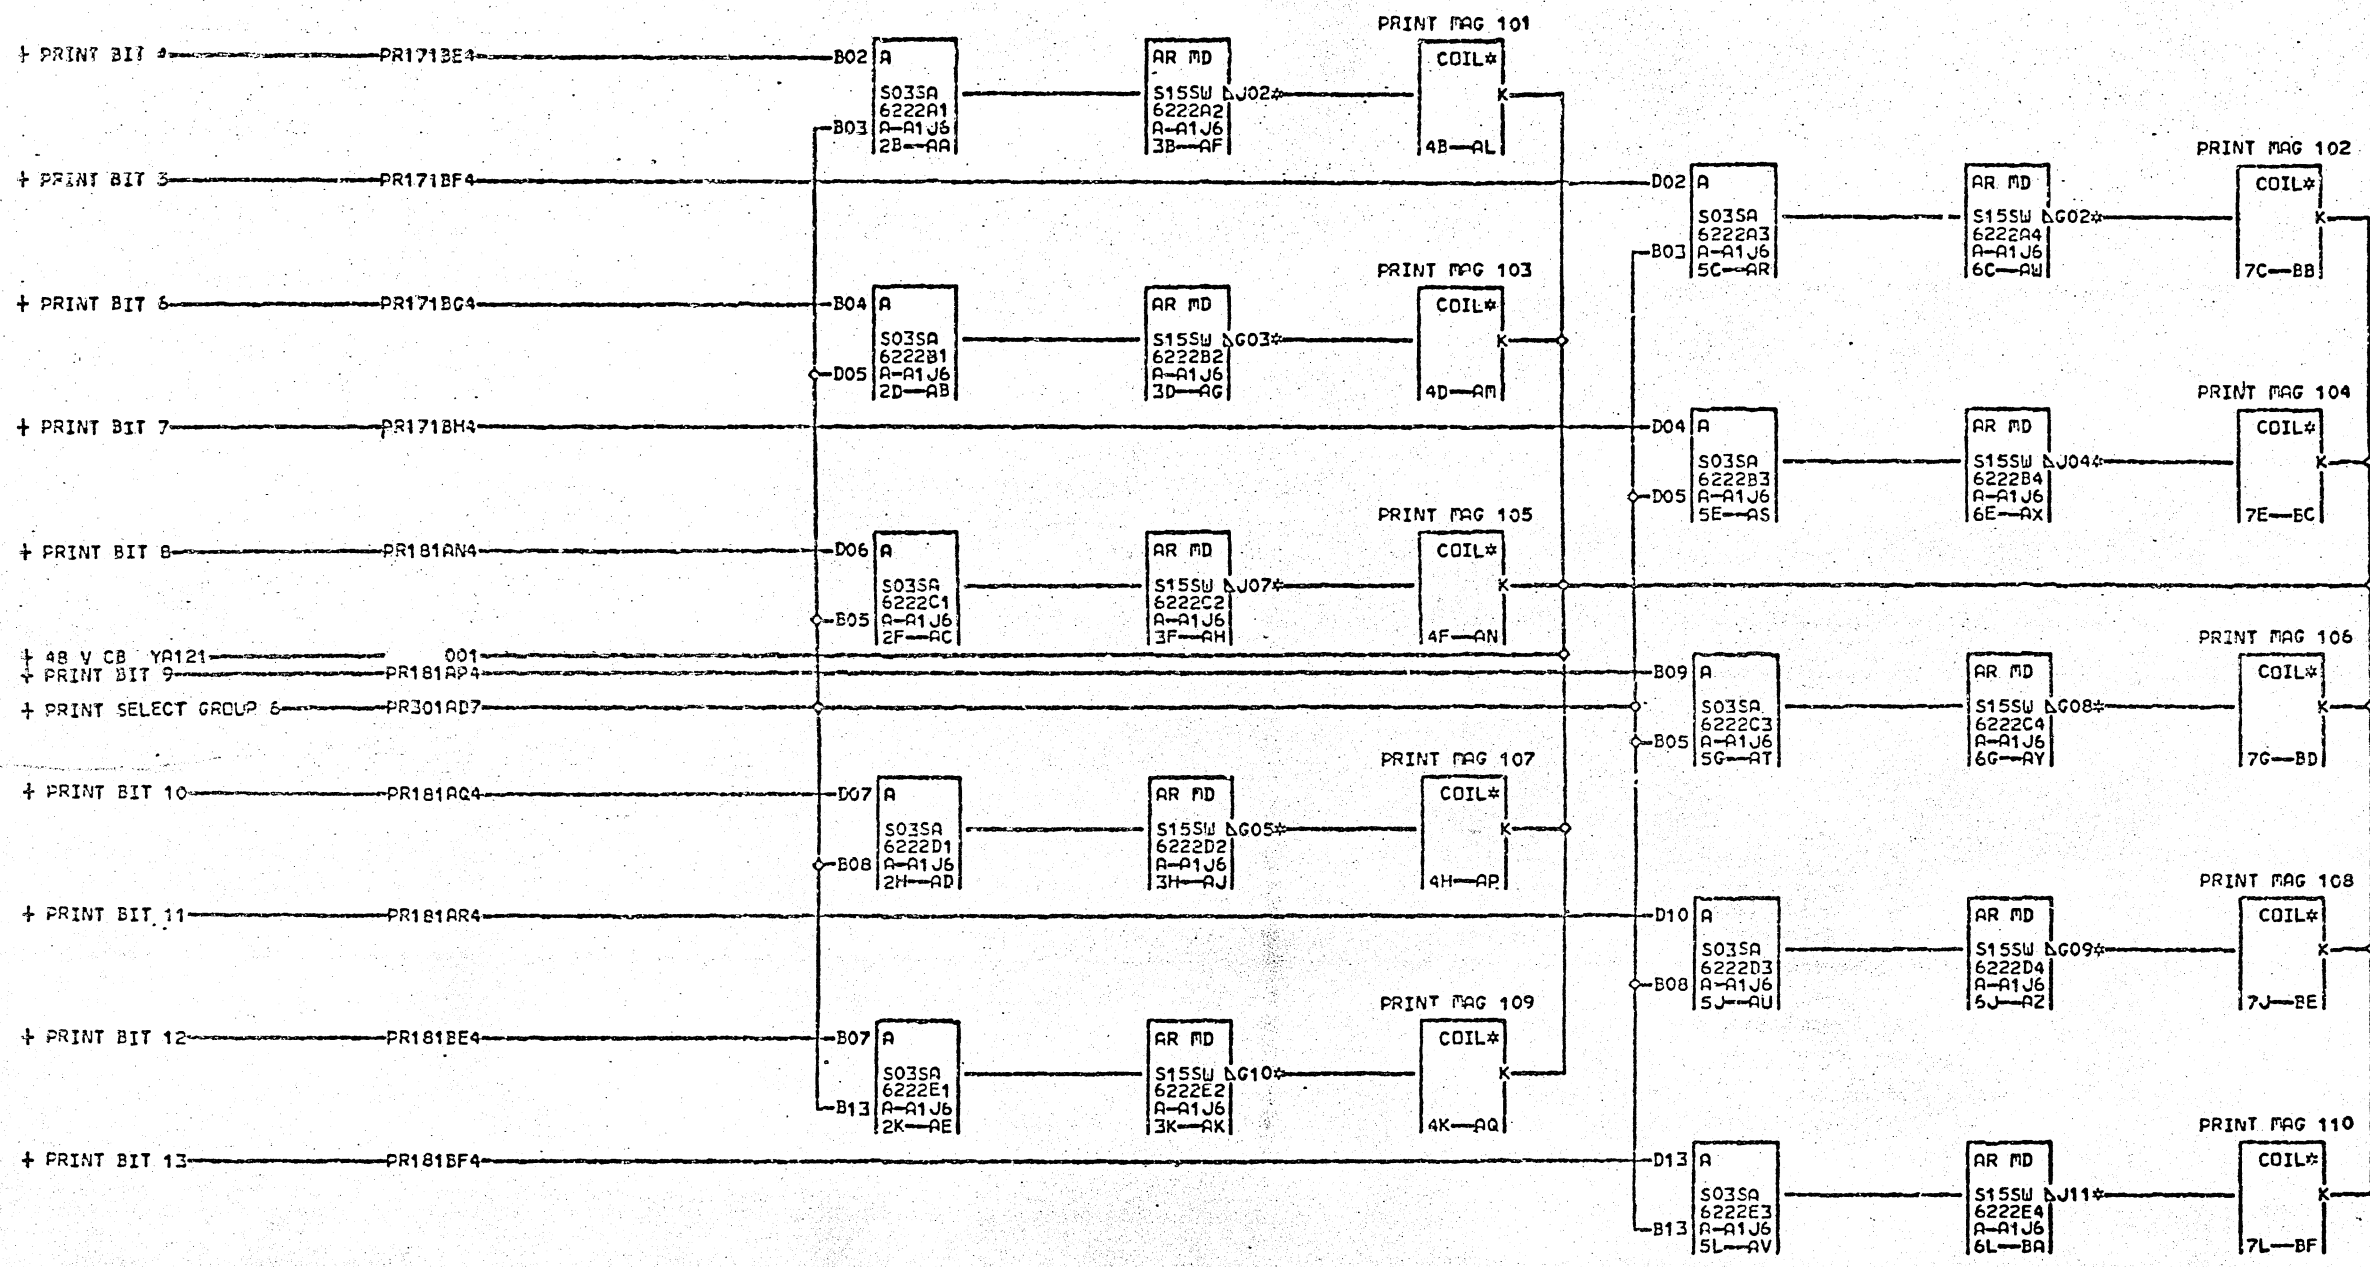 PRINT MAG 101
+ PRINT BIT 4 PR171BE4 B02 A AR MD COIL*
S03SA S15SW J02* K
6222A1 6222A2
B03 A-A1J6 A-A1J6
2B--AA 3B--AF 4B--AL
PRINT MAG 102
+ PRINT BIT 3 PR171BF4 D02 A AR MD COIL*
S03SA S15SW G02* K
6222A3 6222A4
B03 A-A1J6 A-A1J6
5C--AR 6C--AW 7C--BB
PRINT MAG 103
+ PRINT BIT 6 PR171BG4 B04 A AR MD COIL*
S03SA S15SW G03* K
6222B1 6222B2
D05 A-A1J6 A-A1J6
2D--AB 3D--AG 4D--AM
PRINT MAG 104
+ PRINT BIT 7 PR171BH4 D04 A AR MD COIL*
S03SA S15SW J04* K
6222B3 6222B4
D05 A-A1J6 A-A1J6
5E--AS 6E--AX 7E--BC
PRINT MAG 105
+ PRINT BIT 8 PR181AN4 D06 A AR MD COIL*
S03SA S15SW J07* K
6222C1 6222C2
B05 A-A1J6 A-A1J6
2F--AC 3F--AH 4F--AN
PRINT MAG 106
+ 48 V CB YA121 001
+ PRINT BIT 9 PR181AP4 B09 A AR MD COIL*
+ PRINT SELECT GROUP 6 PR301AD7
S03SA S15SW G08* K
6222C3 6222C4
B05 A-A1J6 A-A1J6
5G--AT 6G--AY 7G--BD
PRINT MAG 107
+ PRINT BIT 10 PR181AQ4 D07 A AR MD COIL*
S03SA S15SW G05* K
6222D1 6222D2
B08 A-A1J6 A-A1J6
2H--AD 3H--AJ 4H--AP
PRINT MAG 108
+ PRINT BIT 11 PR181AR4 D10 A AR MD COIL*
S03SA S15SW G09* K
6222D3 6222D4
B08 A-A1J6 A-A1J6
5J--AU 6J--AZ 7J--BE
PRINT MAG 109
+ PRINT BIT 12 PR181BE4 B07 A AR MD COIL*
S03SA S15SW G10* K
6222E1 6222E2
B13 A-A1J6 A-A1J6
2K--AE 3K--AK 4K--AQ
PRINT MAG 110
+ PRINT BIT 13 PR181BF4 D13 A AR MD COIL*
S03SA S15SW J11* K
6222E3 6222E4
B13 A-A1J6 A-A1J6
5L--AV 6L--BA 7L--BF